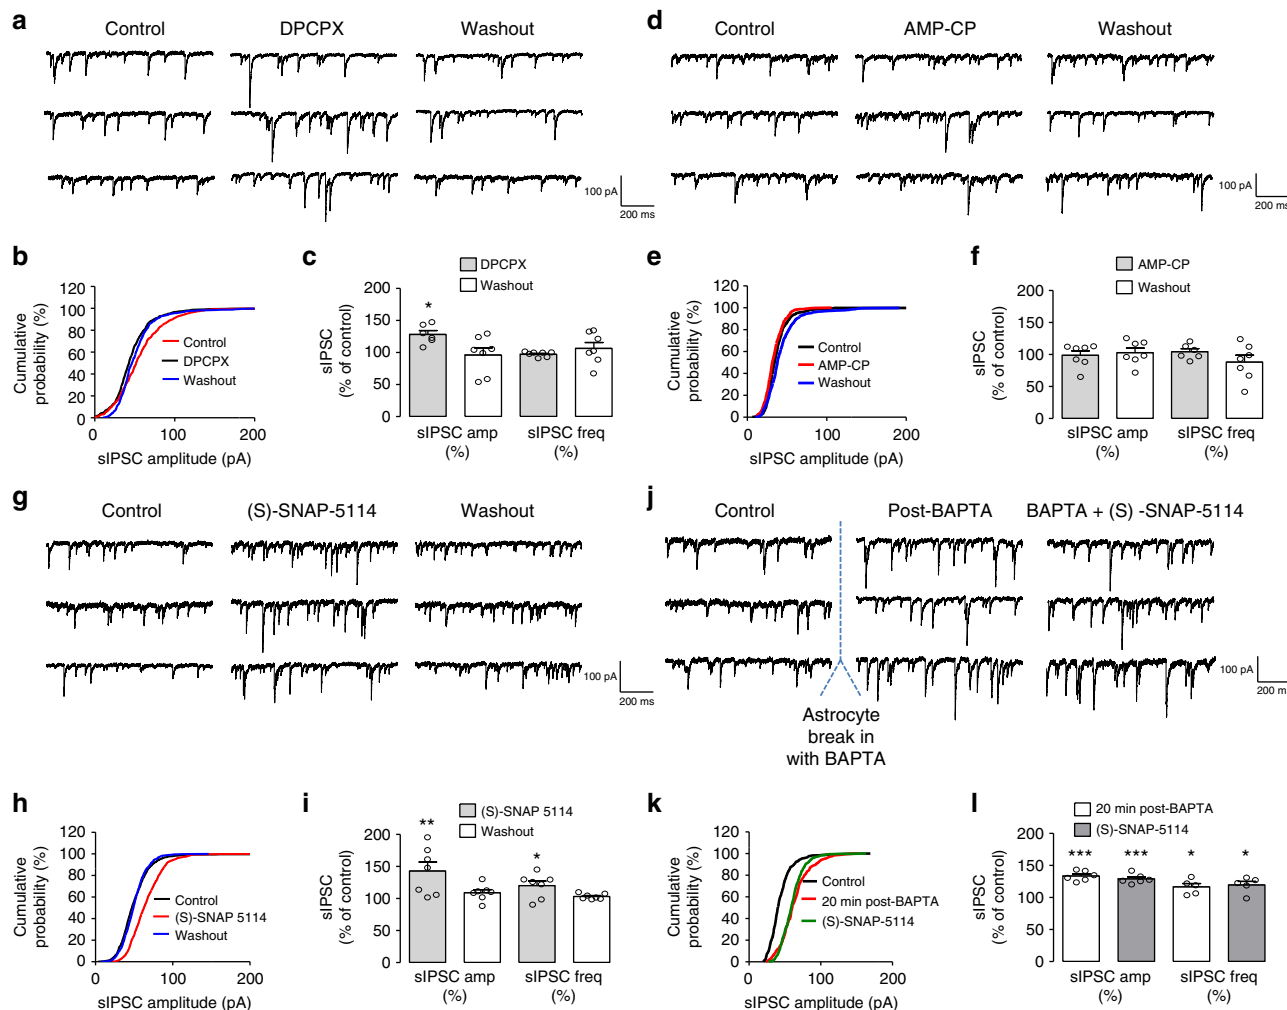 a
Control
DPCPX
Washout
100 pA
200 ms
d
Control
AMP-CP
Washout
100 pA
200 ms
b
Cumulative
probability (%)
120
100
80
60
40
20
0
Control
DPCPX
Washout
0
100
200
sIPSC amplitude (pA)
c
DPCPX
Washout
sIPSC
(% of control)
200
150
100
50
0
*
sIPSC amp
(%)
sIPSC freq
(%)
e
Cumulative
probability (%)
120
100
80
60
40
20
0
Control
AMP-CP
Washout
0
100
200
sIPSC amplitude (pA)
f
AMP-CP
Washout
sIPSC
(% of control)
200
150
100
50
0
sIPSC amp
(%)
sIPSC freq
(%)
g
Control
(S)-SNAP-5114
Washout
100 pA
200 ms
j
Control
Post-BAPTA
BAPTA + (S) -SNAP-5114
Astrocyte
break in
with BAPTA
100 pA
200 m
h
Cumulative
probability (%)
120
100
80
60
40
20
0
Control
(S)-SNAP 5114
Washout
0
100
200
sIPSC amplitude (pA)
i
(S)-SNAP 5114
Washout
sIPSC
(% of control)
200
150
100
50
0
**
*
sIPSC amp
(%)
sIPSC freq
(%)
k
Cumulative
probability (%)
120
100
80
60
40
20
0
Control
20 min post-BAPTA
(S)-SNAP-5114
0
100
200
sIPSC amplitude (pA)
l
20 min post-BAPTA
(S)-SNAP-5114
sIPSC
(% of control)
200
150
100
50
0
***
***
*
*
sIPSC amp
(%)
sIPSC freq
(%)